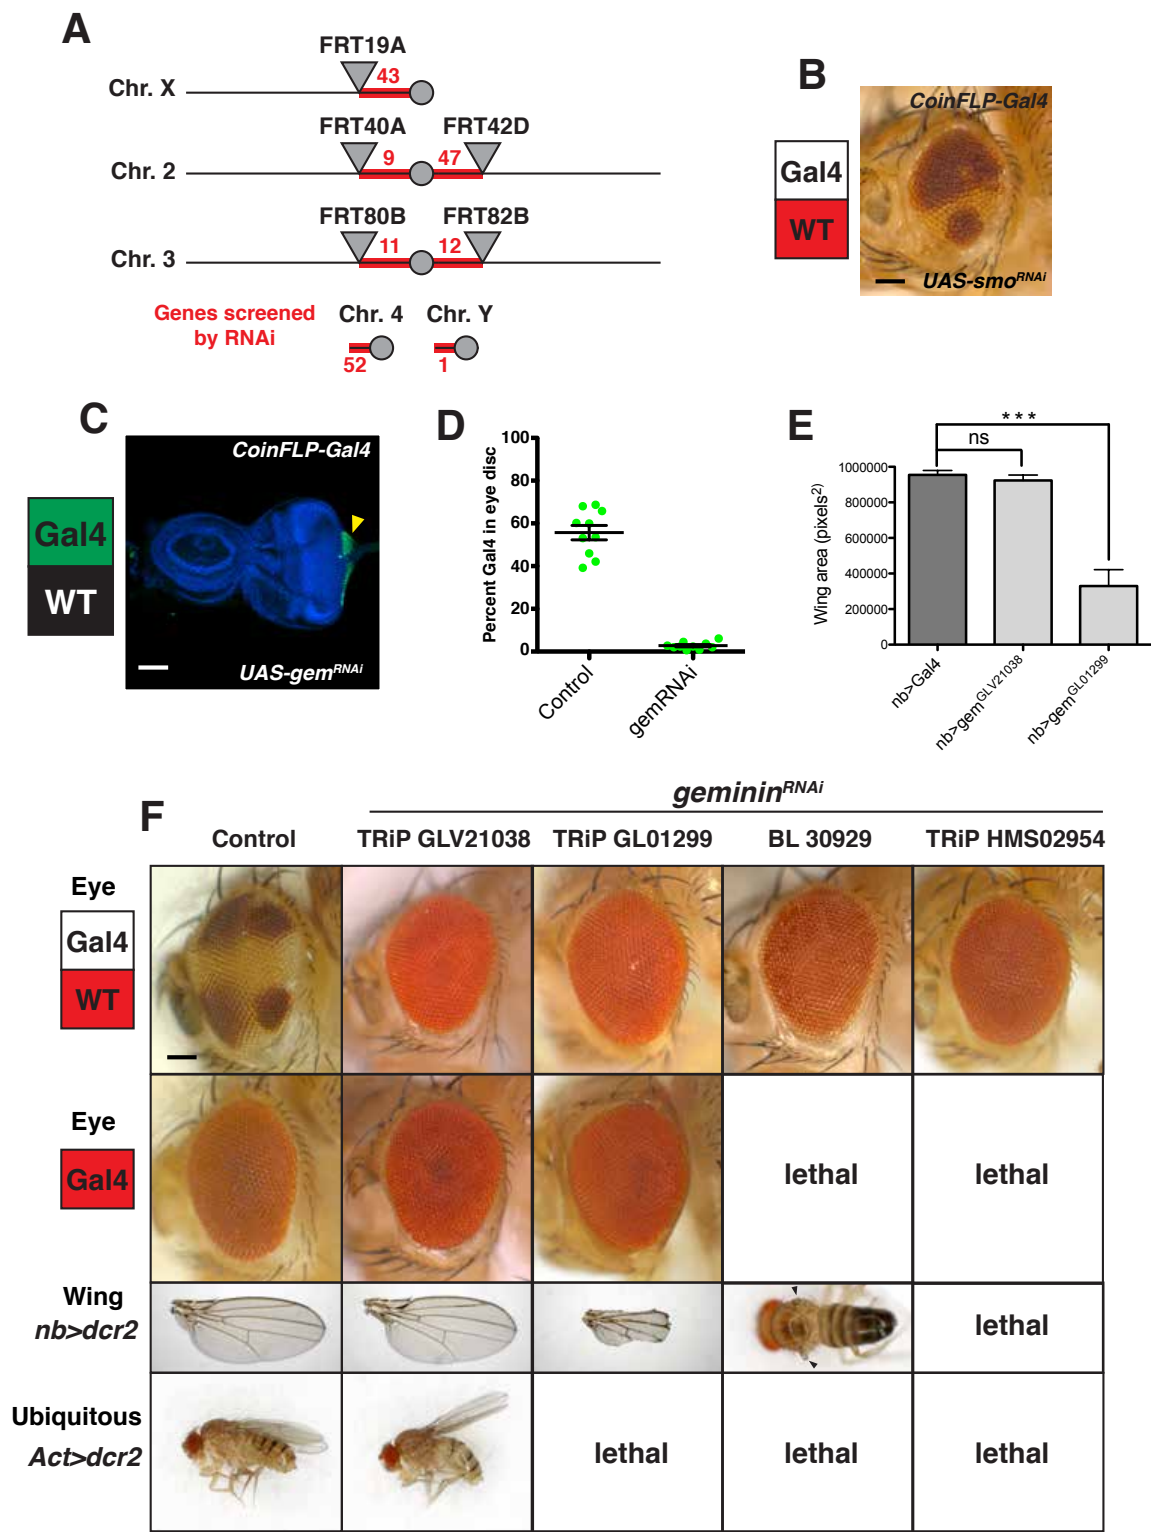 A
FRT19A
Chr. X
43
FRT40A
FRT42D
Chr. 2
9
47
FRT80B
FRT82B
Chr. 3
11
12
Genes screened
by RNAi
Chr. 4
Chr. Y
52
1
B
CoinFLP-Gal4
Gal4
WT
UAS-smoRNAi
C
CoinFLP-Gal4
Gal4
WT
UAS-gemRNAi
D
Percent Gal4 in eye disc
100
80
60
40
20
0
Control
gemRNAi
E
***
ns
Wing area (pixels2)
1000000
800000
600000
400000
200000
0
nb>Gal4
nb>gemGLV21038
nb>gemGL01299
F
gemininRNAi
Control
TRiP GLV21038
TRiP GL01299
BL 30929
TRiP HMS02954
Eye
Gal4
WT
Eye
Gal4
lethal
lethal
Wing
nb>dcr2
lethal
Ubiquitous
Act>dcr2
lethal
lethal
lethal